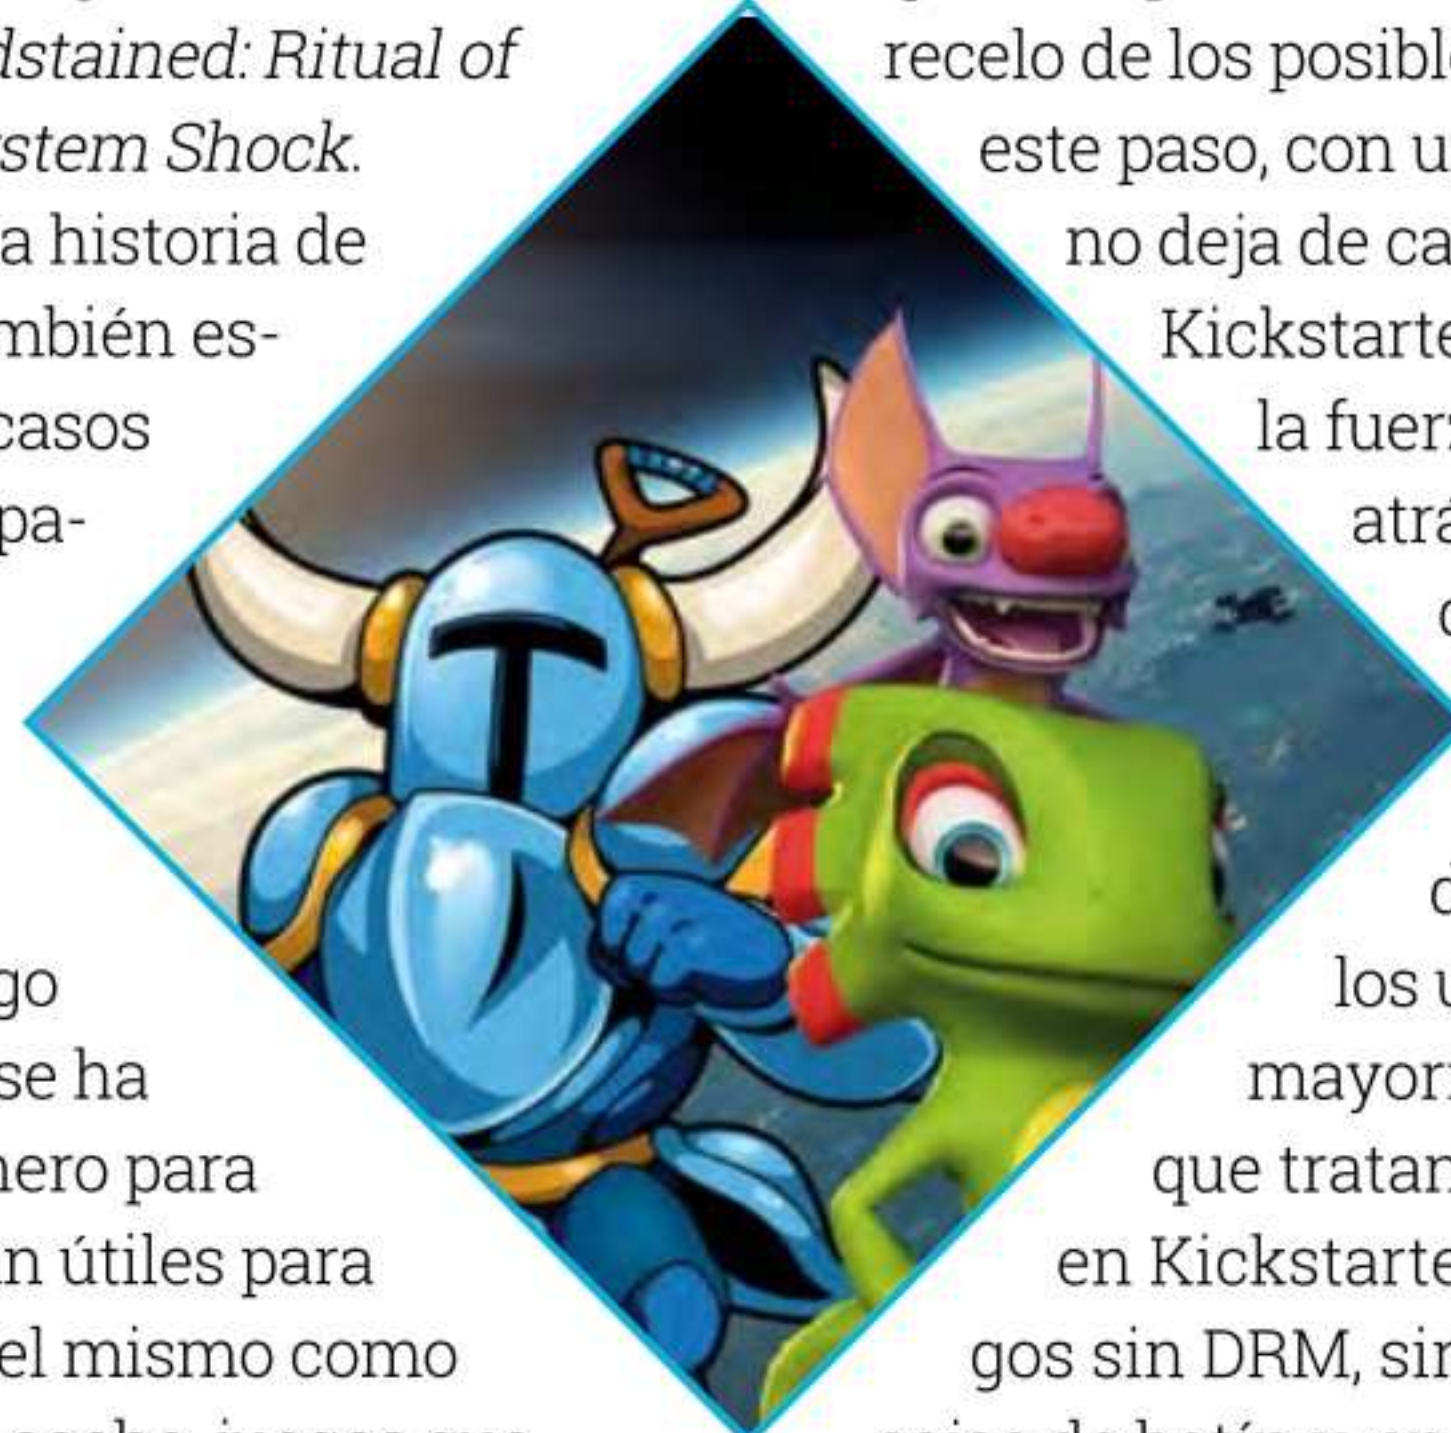 dstained: Ritual of
stem Shock.
a historia de
mbién es-
casos
pa-
go
se ha
nero para
n útiles para
el mismo como
recelo de los posibl
este paso, con u
no deja de ca
Kickstarte
la fuer
atrá
los u
mayor
que tratan
en Kickstarte
gos sin DRM, sin